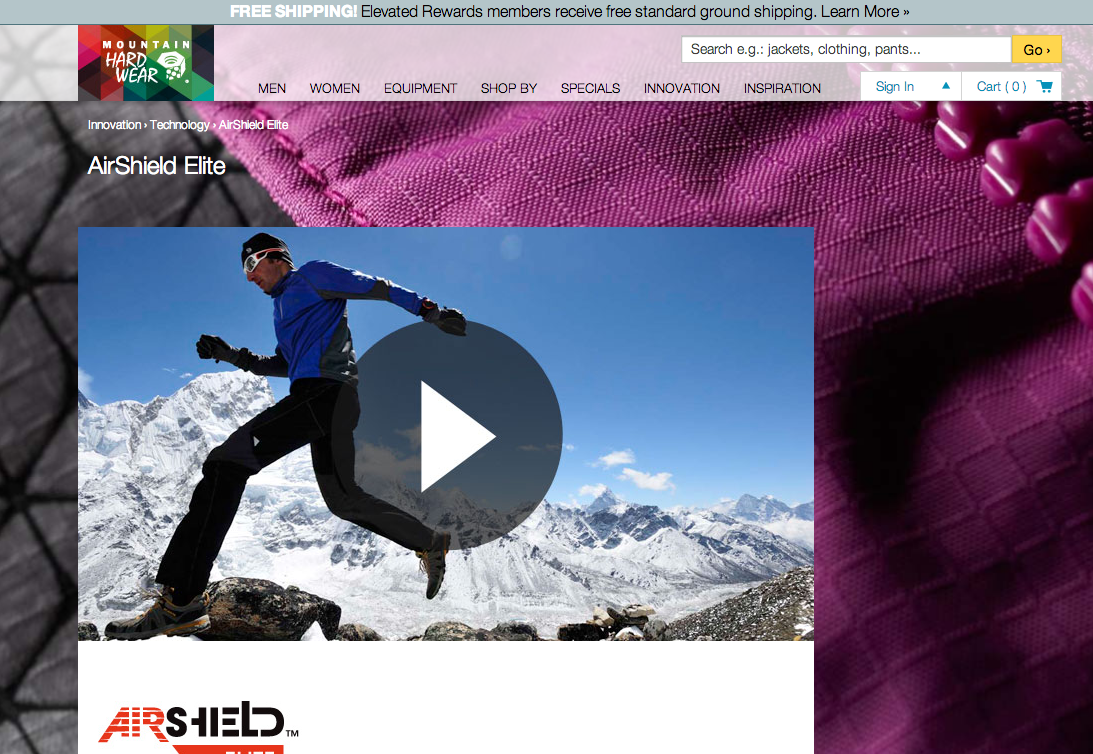 FREE SHIPPING! Elevated Rewards members receive free standard ground shipping. Learn More »
MOUNTAIN
HARD
WEAR
Search e.g.: jackets, clothing, pants...
Go ›
MEN WOMEN EQUIPMENT SHOP BY SPECIALS INNOVATION INSPIRATION
Sign In
Cart ( 0 )
Innovation › Technology › AirShield Elite
AirShield Elite
AIRSHIELD™
ELITE